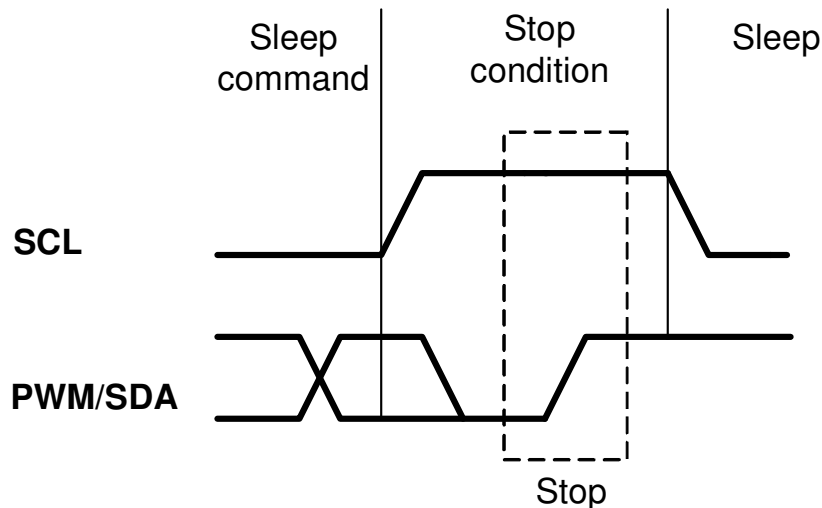 Sleep
command
Stop
condition
Sleep
SCL
PWM/SDA
Stop